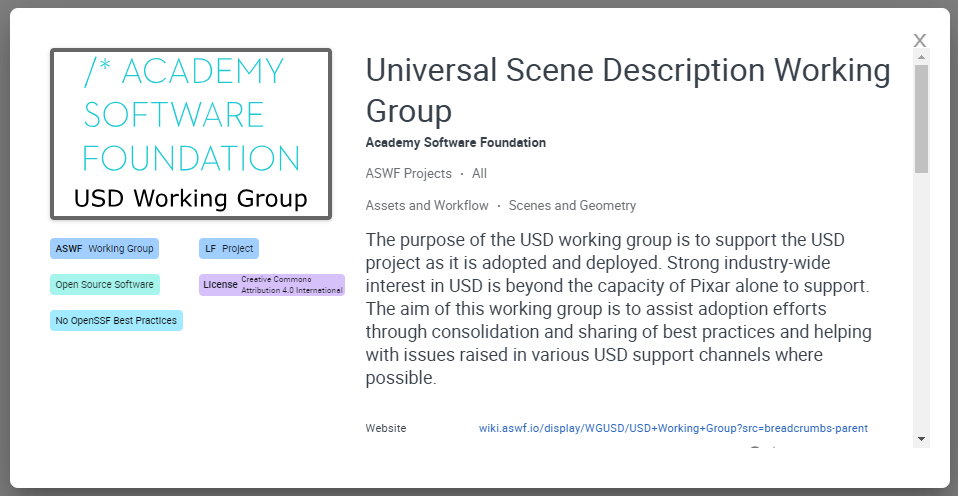 /* ACADEMY
SOFTWARE
FOUNDATION
USD Working Group
ASWF Working Group
LF Project
Open Source Software
License Creative Commons
Attribution 4.0 International
No OpenSSF Best Practices
X
Universal Scene Description Working
Group
Academy Software Foundation
ASWF Projects · All
Assets and Workflow · Scenes and Geometry
The purpose of the USD working group is to support the USD
project as it is adopted and deployed. Strong industry-wide
interest in USD is beyond the capacity of Pixar alone to support.
The aim of this working group is to assist adoption efforts
through consolidation and sharing of best practices and helping
with issues raised in various USD support channels where
possible.
Website wiki.aswf.io/display/WGUSD/USD+Working+Group?src=breadcrumbs-parent